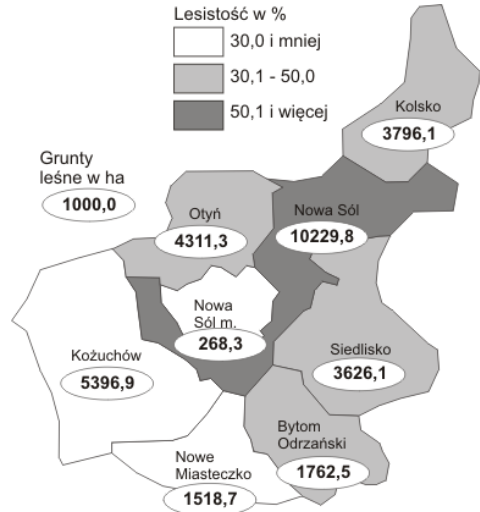 Lesistość w %
30,0 i mniej
30,1 - 50,0
50,1 i więcej
Kolsko
3796,1
Grunty
leśne w ha
1000,0
Otyń
4311,3
Nowa Sól
10229,8
Nowa
Sól m.
268,3
Kożuchów
5396,9
Siedlisko
3626,1
Bytom
Odrzański
1762,5
Nowe
Miasteczko
1518,7